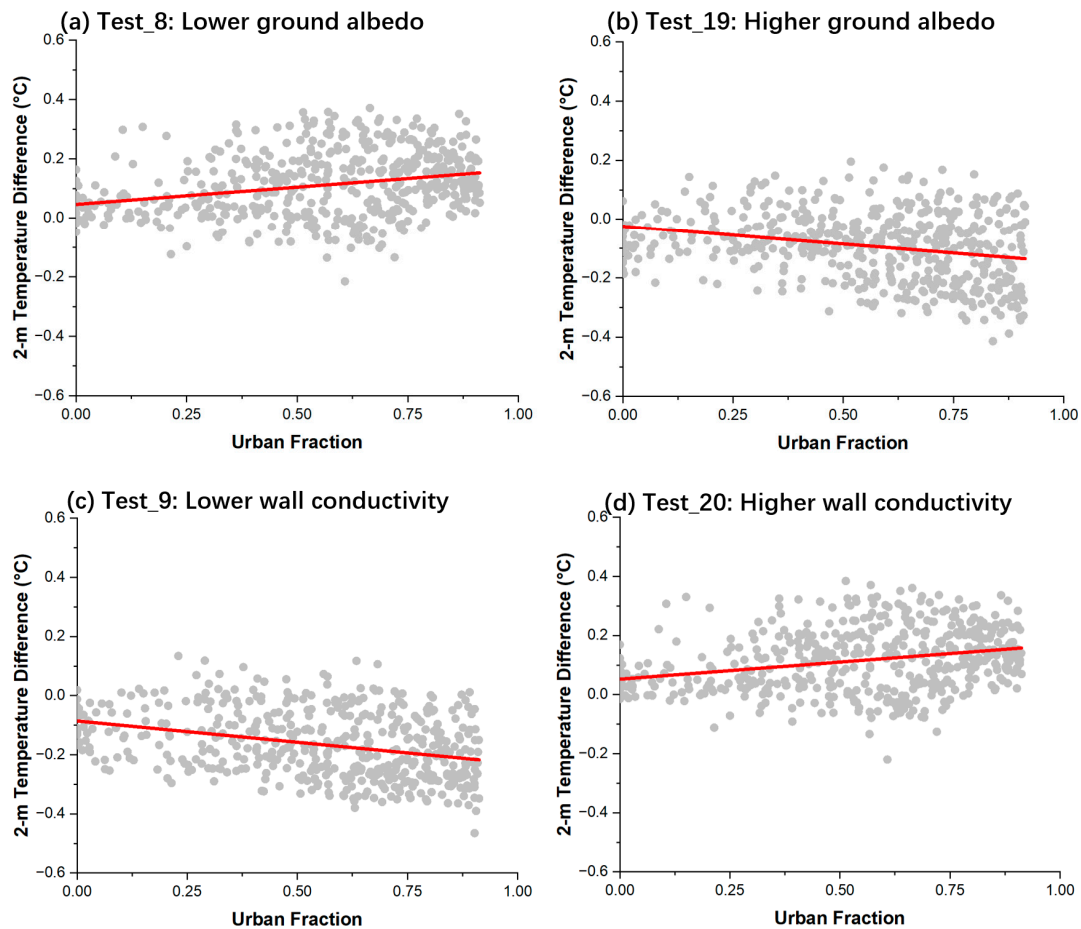 (a) Test_8: Lower ground albedo
0.6
0.4
0.2
0.0
−0.2
−0.4
−0.6
2-m Temperature Difference (°C)
0.00 0.25 0.50 0.75 1.00
Urban Fraction
(b) Test_19: Higher ground albedo
0.6
0.4
0.2
0.0
−0.2
−0.4
−0.6
2-m Temperature Difference (°C)
0.00 0.25 0.50 0.75 1.00
Urban Fraction
(c) Test_9: Lower wall conductivity
0.6
0.4
0.2
0.0
−0.2
−0.4
−0.6
2-m Temperature Difference (°C)
0.00 0.25 0.50 0.75 1.00
Urban Fraction
(d) Test_20: Higher wall conductivity
0.6
0.4
0.2
0.0
−0.2
−0.4
−0.6
2-m Temperature Difference (°C)
0.00 0.25 0.50 0.75 1.00
Urban Fraction